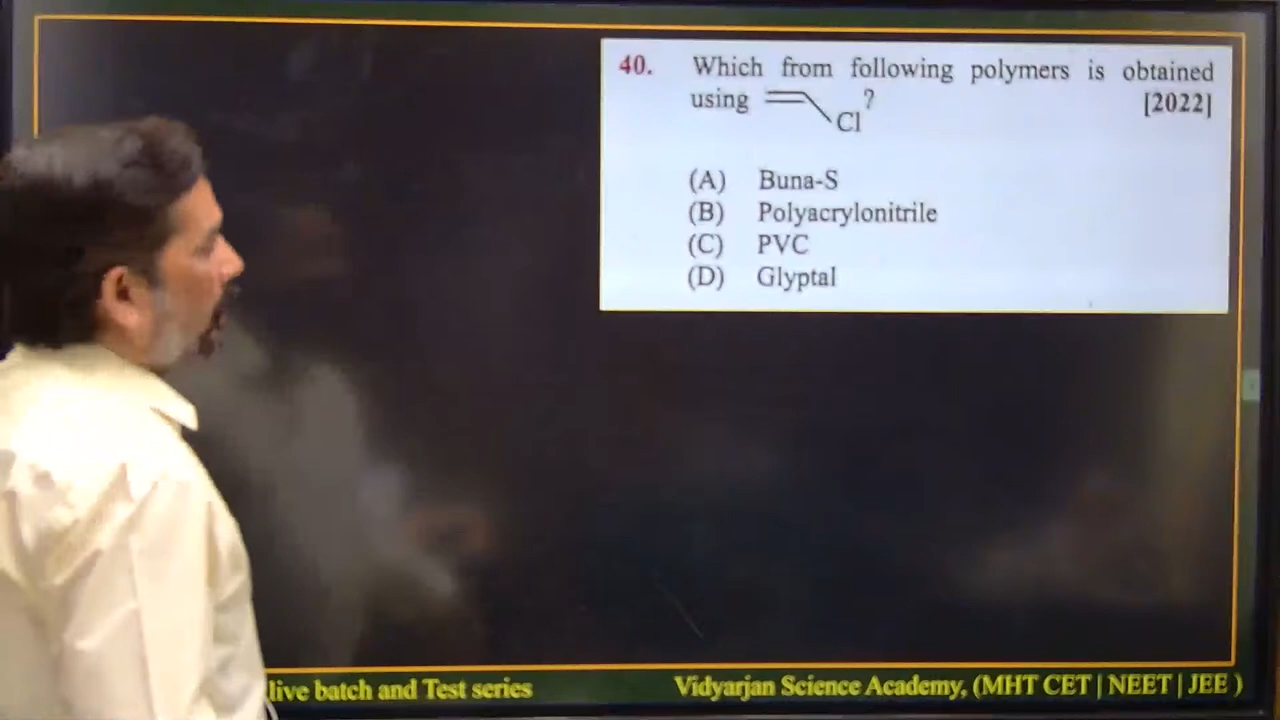 40. Which from following polymers is obtained
using Cl ? [2022]
(A) Buna-S
(B) Polyacrylonitrile
(C) PVC
(D) Glyptal
live batch and Test series
Vidyarjan Science Academy, (MHT CET | NEET | JEE )